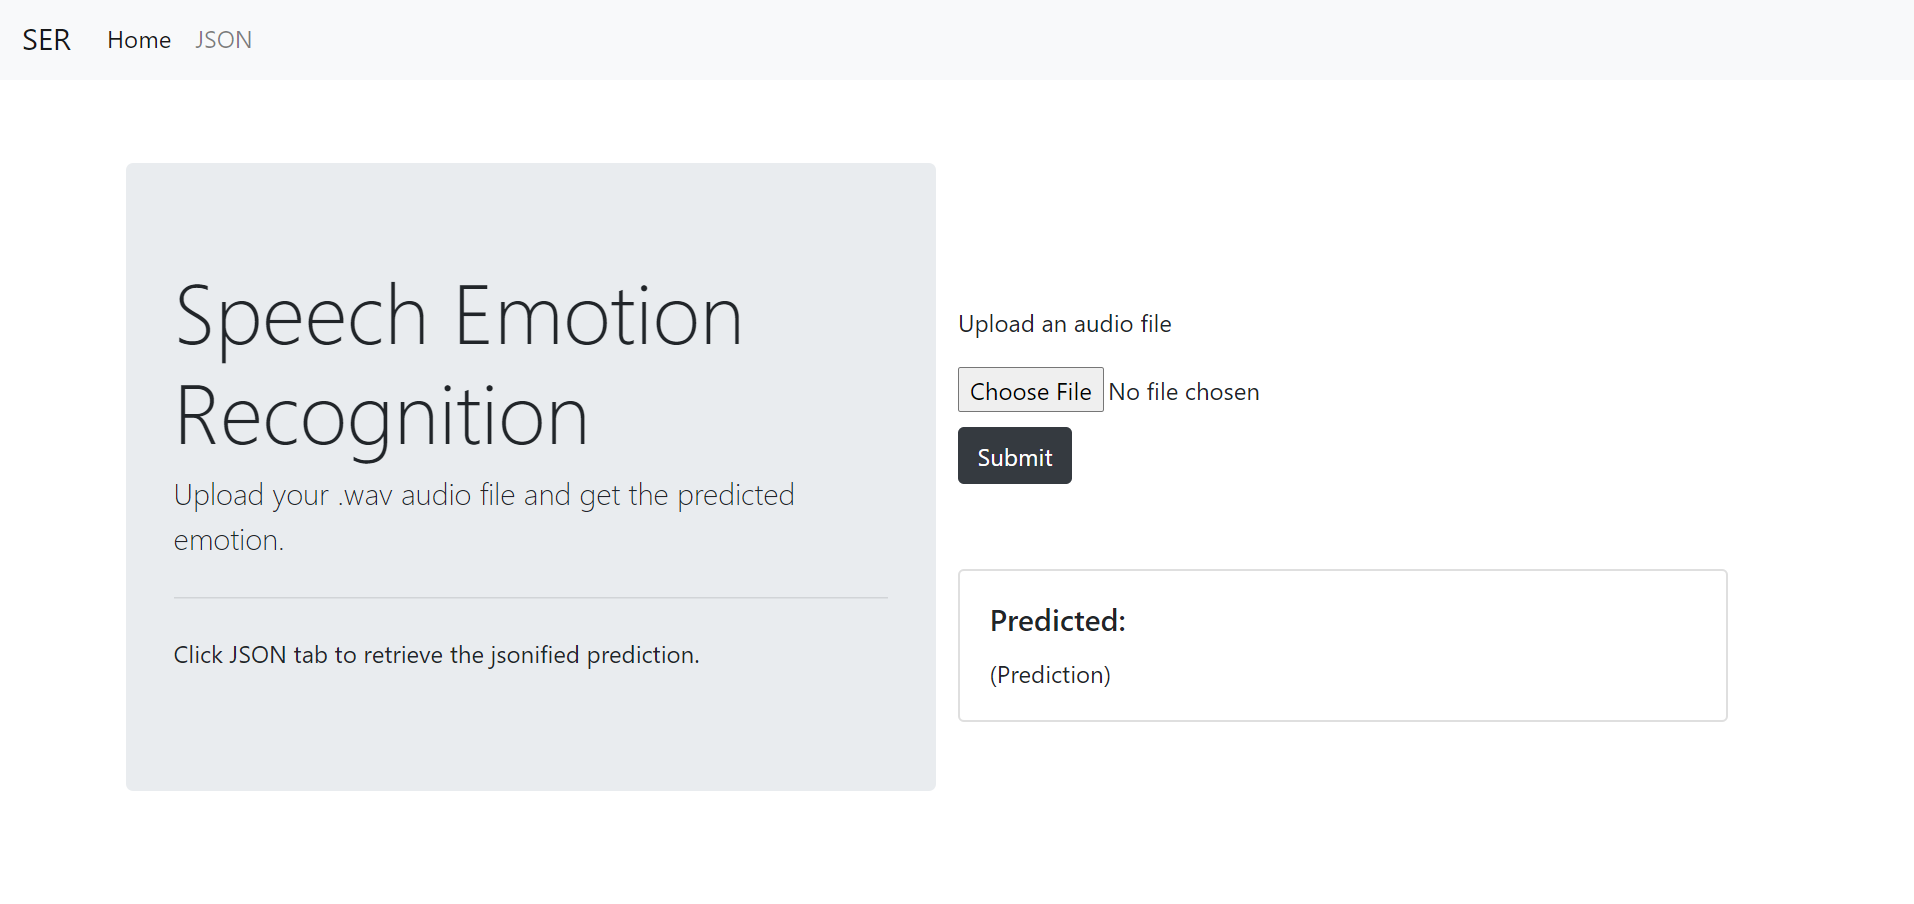 SER Home JSON
Speech Emotion
Recognition
Upload your .wav audio file and get the predicted
emotion.
Click JSON tab to retrieve the jsonified prediction.
Upload an audio file
Choose File No file chosen
Submit
Predicted:
(Prediction)